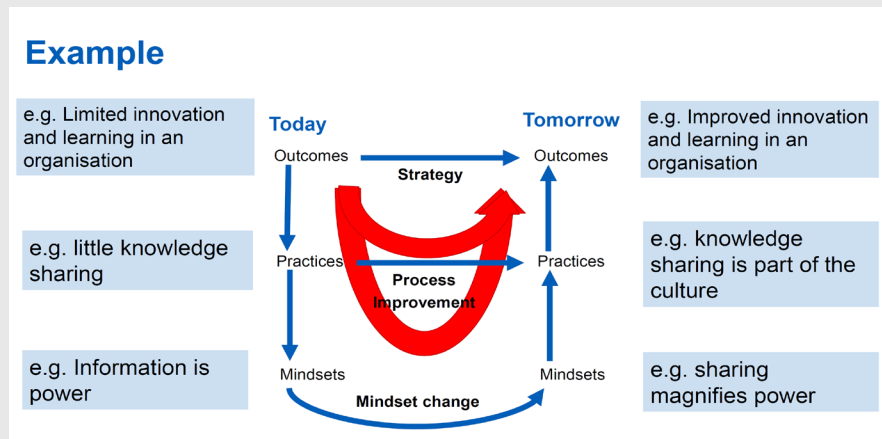 Example
e.g. Limited innovation
and learning in an
organisation
Today
Tomorrow
e.g. Improved innovation
and learning in an
organisation
Outcomes
Strategy
Outcomes
e.g. little knowledge
sharing
Practices
Process
Improvement
Practices
e.g. knowledge
sharing is part of the
culture
e.g. Information is
power
Mindsets
Mindset change
Mindsets
e.g. sharing
magnifies power